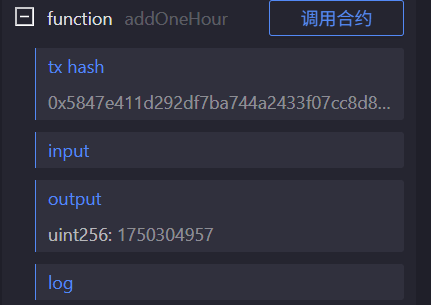 function addOneHour 调用合约
tx hash
0x5847e411d292df7ba744a2433f07cc8d8...
input
output
uint256: 1750304957
log